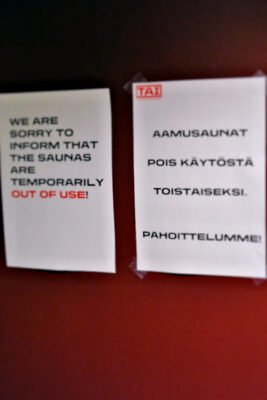 WE ARE
SORRY TO
INFORM THAT
THE SAUNAS
ARE
TEMPORARILY
OUT OF USE!
TAI
AAMUSAUNAT
POIS KÄYTÖSTÄ
TOISTAISEKSI.
PAHOITTELUMME!